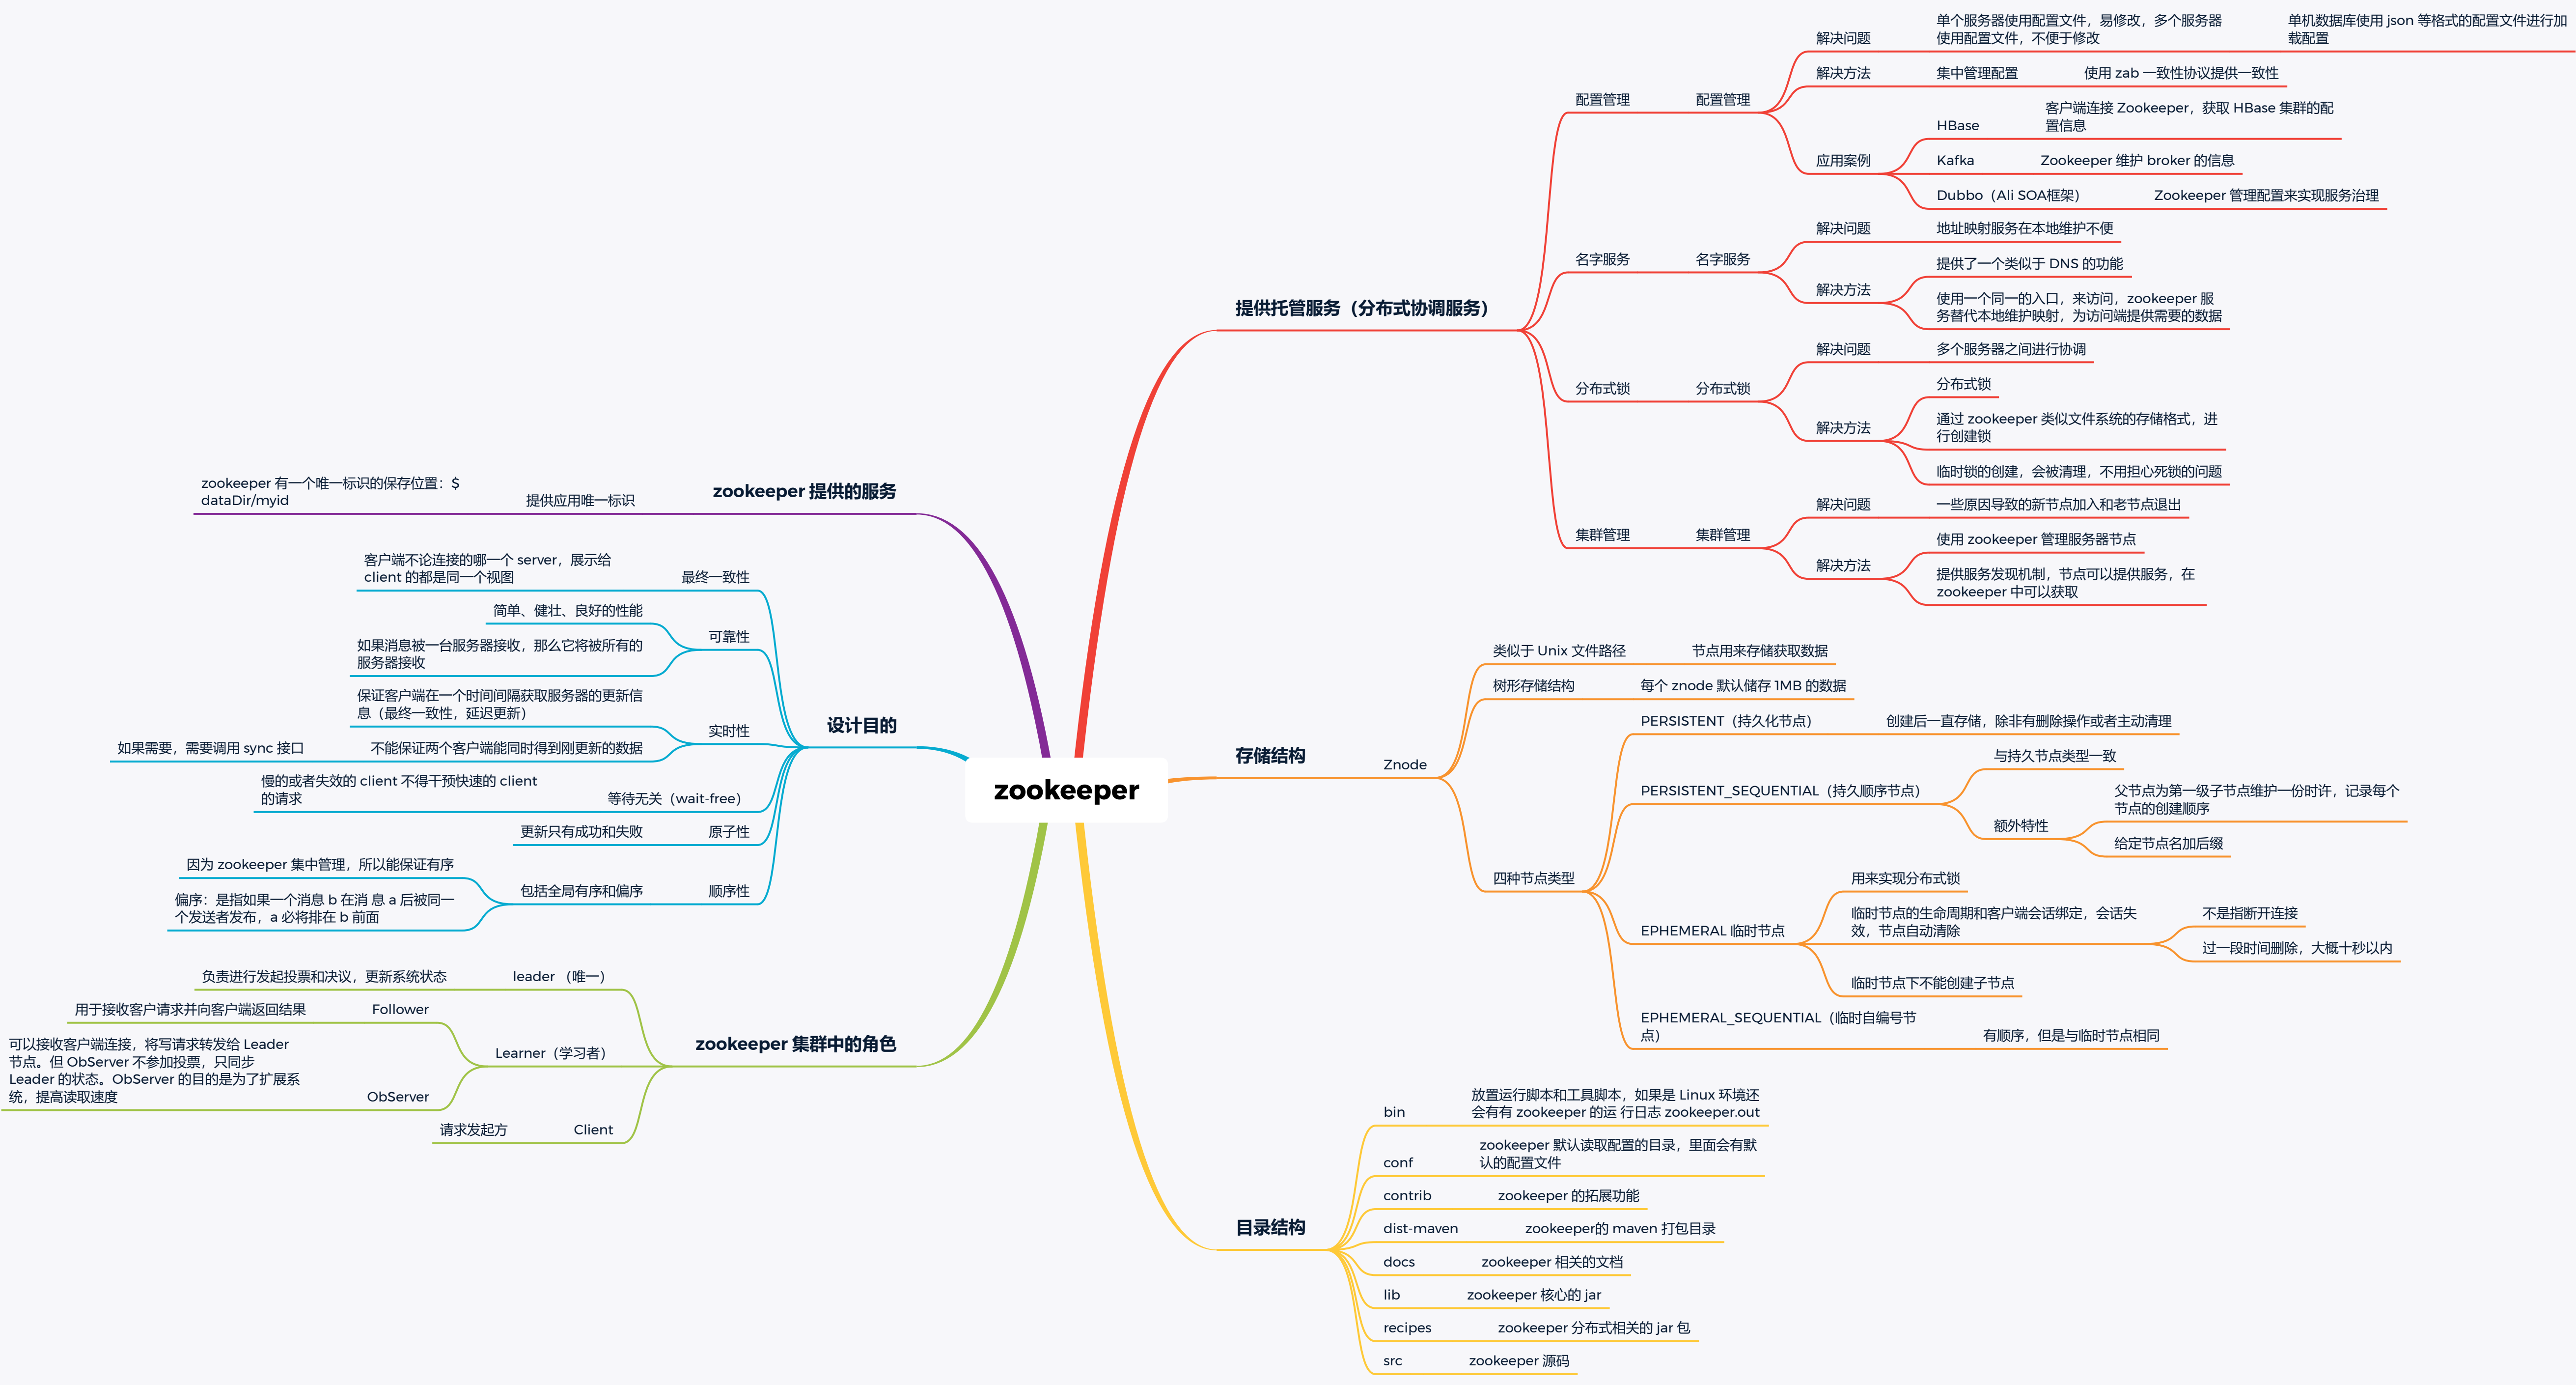 zookeeper
提供托管服务（分布式协调服务）
配置管理
配置管理
解决问题
单个服务器使用配置文件，易修改，多个服务器
使用配置文件，不便于修改
单机数据库使用 json 等格式的配置文件进行加
载配置
解决方法
集中管理配置
使用 zab 一致性协议提供一致性
应用案例
HBase
客户端连接 Zookeeper，获取 HBase 集群的配
置信息
Kafka
Zookeeper 维护 broker 的信息
Dubbo（Ali SOA框架）
Zookeeper 管理配置来实现服务治理
名字服务
名字服务
解决问题
地址映射服务在本地维护不便
解决方法
提供了一个类似于 DNS 的功能
使用一个同一的入口，来访问，zookeeper 服
务替代本地维护映射，为访问端提供需要的数据
分布式锁
分布式锁
解决问题
多个服务器之间进行协调
解决方法
分布式锁
通过 zookeeper 类似文件系统的存储格式，进
行创建锁
临时锁的创建，会被清理，不用担心死锁的问题
集群管理
集群管理
解决问题
一些原因导致的新节点加入和老节点退出
解决方法
使用 zookeeper 管理服务器节点
提供服务发现机制，节点可以提供服务，在
zookeeper 中可以获取
存储结构
Znode
类似于 Unix 文件路径
节点用来存储获取数据
树形存储结构
每个 znode 默认储存 1MB 的数据
四种节点类型
PERSISTENT（持久化节点）
创建后一直存储，除非有删除操作或者主动清理
PERSISTENT_SEQUENTIAL（持久顺序节点）
与持久节点类型一致
额外特性
父节点为第一级子节点维护一份时许，记录每个
节点的创建顺序
给定节点名加后缀
EPHEMERAL 临时节点
用来实现分布式锁
临时节点的生命周期和客户端会话绑定，会话失
效，节点自动清除
不是指断开连接
过一段时间删除，大概十秒以内
临时节点下不能创建子节点
EPHEMERAL_SEQUENTIAL（临时自编号节
点）
有顺序，但是与临时节点相同
目录结构
bin
放置运行脚本和工具脚本，如果是 Linux 环境还
会有有 zookeeper 的运 行日志 zookeeper.out
conf
zookeeper 默认读取配置的目录，里面会有默
认的配置文件
contrib
zookeeper 的拓展功能
dist-maven
zookeeper的 maven 打包目录
docs
zookeeper 相关的文档
lib
zookeeper 核心的 jar
recipes
zookeeper 分布式相关的 jar 包
src
zookeeper 源码
zookeeper 提供的服务
提供应用唯一标识
zookeeper 有一个唯一标识的保存位置：$
dataDir/myid
设计目的
最终一致性
客户端不论连接的哪一个 server，展示给
client 的都是同一个视图
可靠性
简单、健壮、良好的性能
如果消息被一台服务器接收，那么它将被所有的
服务器接收
实时性
保证客户端在一个时间间隔获取服务器的更新信
息（最终一致性，延迟更新）
不能保证两个客户端能同时得到刚更新的数据
如果需要，需要调用 sync 接口
等待无关（wait-free）
慢的或者失效的 client 不得干预快速的 client
的请求
原子性
更新只有成功和失败
顺序性
包括全局有序和偏序
因为 zookeeper 集中管理，所以能保证有序
偏序：是指如果一个消息 b 在消 息 a 后被同一
个发送者发布，a 必将排在 b 前面
zookeeper 集群中的角色
leader （唯一）
负责进行发起投票和决议，更新系统状态
Learner（学习者）
Follower
用于接收客户请求并向客户端返回结果
ObServer
可以接收客户端连接，将写请求转发给 Leader
节点。但 ObServer 不参加投票，只同步
Leader 的状态。ObServer 的目的是为了扩展系
统，提高读取速度
Client
请求发起方